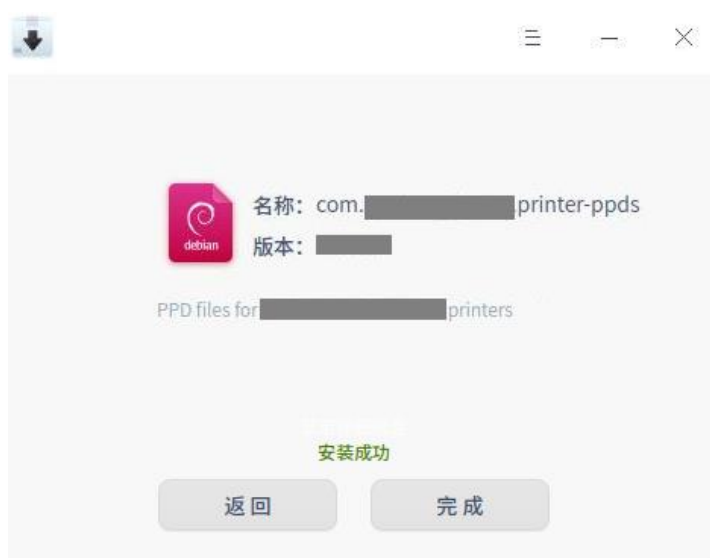 名称：com. printer-ppds
debian
版本：
PPD files for printers
安装成功
返回
完成